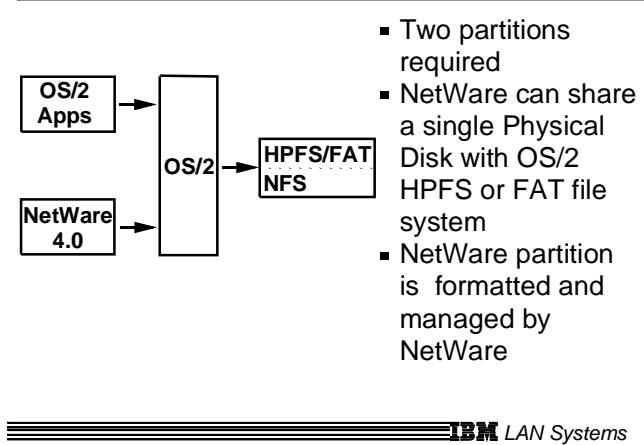 OS/2
Apps
NetWare
4.0
OS/2
HPFS/FAT
NFS
▪ Two partitions
required
▪ NetWare can share
a single Physical
Disk with OS/2
HPFS or FAT file
system
▪ NetWare partition
is formatted and
managed by
NetWare
IBM LAN Systems